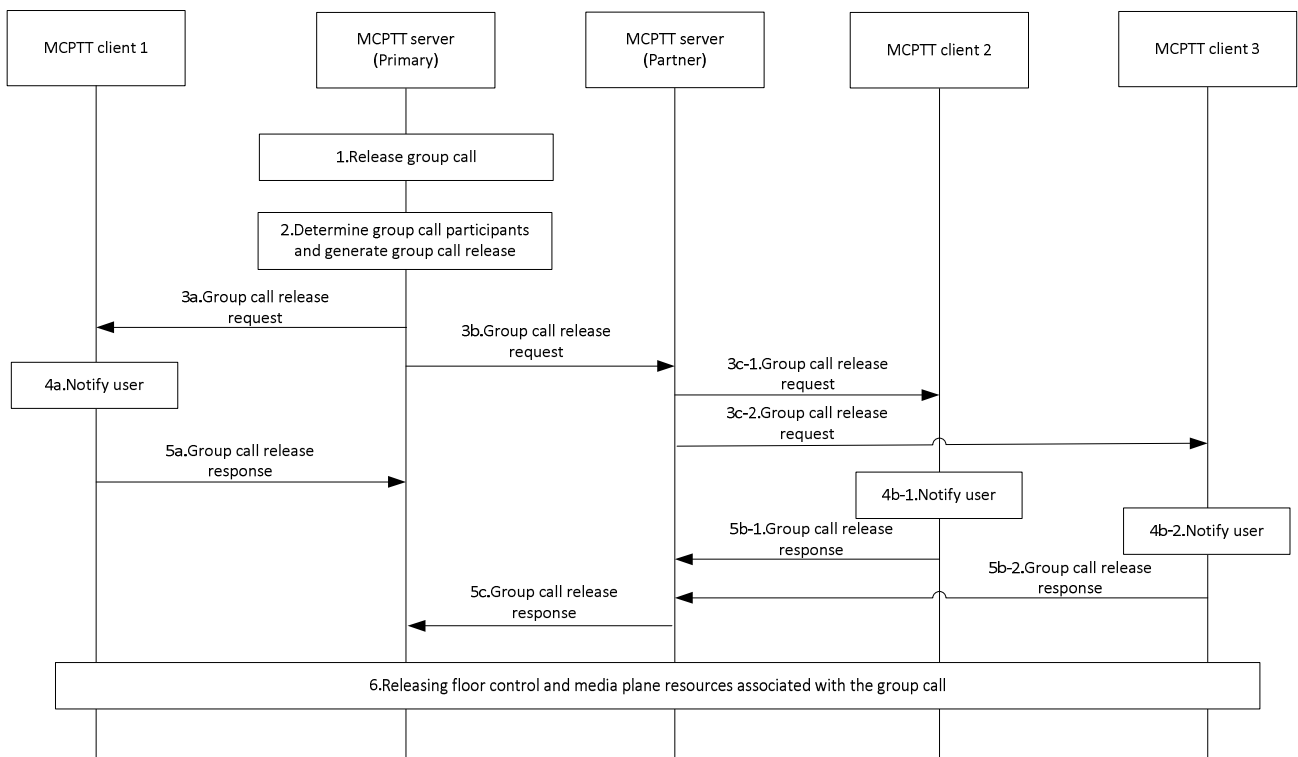 MCPTT client 1
MCPTT server
(Primary)
MCPTT server
(Partner)
MCPTT client 2
MCPTT client 3
1.Release group call
2.Determine group call participants
and generate group call release
3a.Group call release
request
3b.Group call release
request
3c-1.Group call release
request
4a.Notify user
3c-2.Group call release
request
5a.Group call release
response
4b-1.Notify user
4b-2.Notify user
5b-1.Group call release
response
5b-2.Group call release
response
5c.Group call release
response
6.Releasing floor control and media plane resources associated with the group call